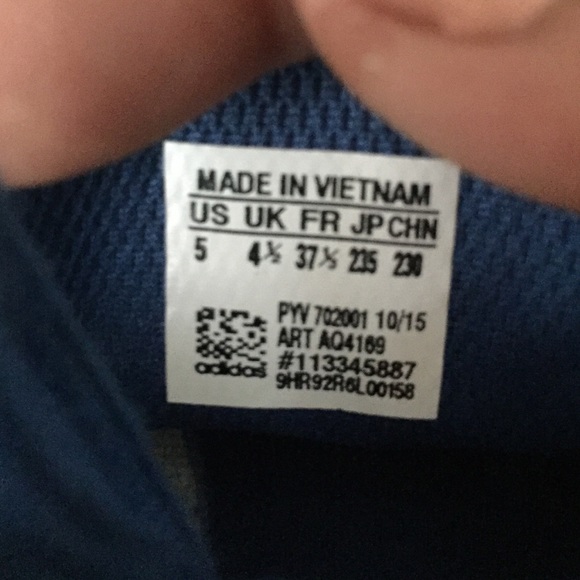 MADE IN VIETNAM
US UK FR JP CHN
5 4½ 37⅓ 235 230
PYV 702001 10/15
ART AQ4169
#113345887
9HR92R6L00158
adidas